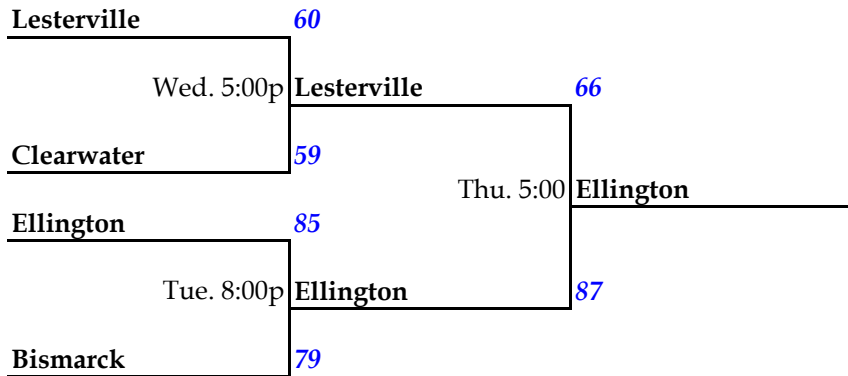 Lesterville 60
Wed. 5:00p Lesterville 66
Clearwater 59
Thu. 5:00 Ellington
Ellington 85
Tue. 8:00p Ellington 87
Bismarck 79